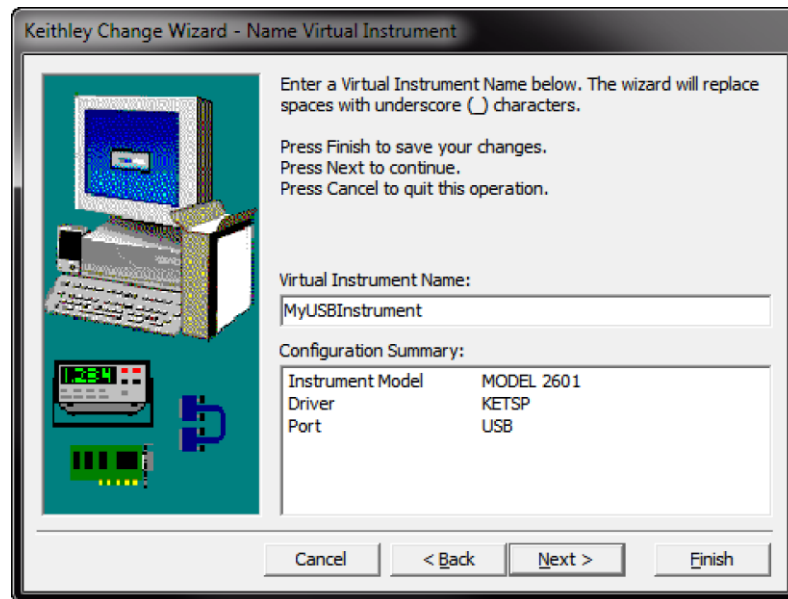 Keithley Change Wizard - Name Virtual Instrument
Enter a Virtual Instrument Name below. The wizard will replace
spaces with underscore (_) characters.
Press Finish to save your changes.
Press Next to continue.
Press Cancel to quit this operation.
Virtual Instrument Name:
MyUSBInstrument
Configuration Summary:
Instrument Model MODEL 2601
Driver KETSP
Port USB
1.234
Cancel < Back Next > Finish